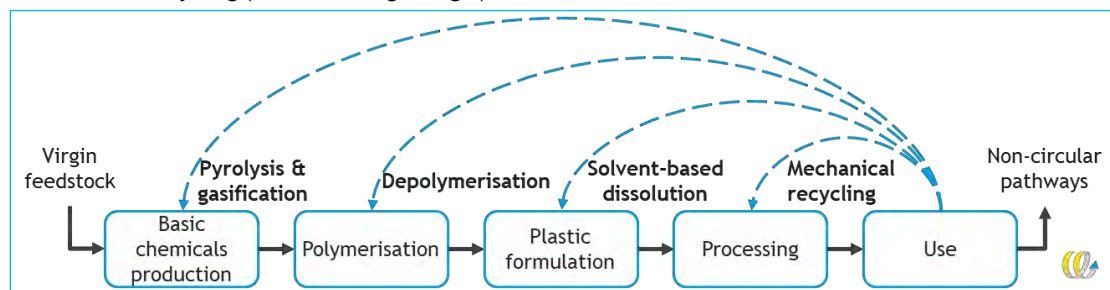 Virgin
feedstock
Pyrolysis &
gasification
Depolymerisation
Solvent-based
dissolution
Mechanical
recycling
Non-circular
pathways
Basic
chemicals
production
Polymerisation
Plastic
formulation
Processing
Use